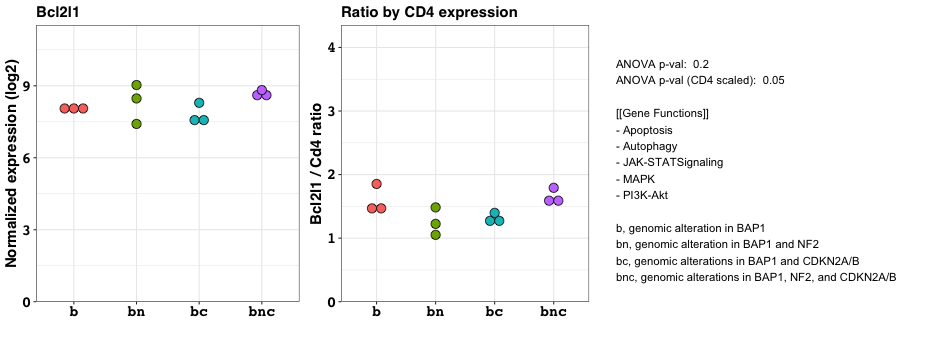 Bcl2l1
Normalized expression (log2)
9
6
3
0
b bn bc bnc
Ratio by CD4 expression
Bcl2l1 / Cd4 ratio
4
3
2
1
0
b bn bc bnc
ANOVA p-val: 0.2
ANOVA p-val (CD4 scaled): 0.05
[[Gene Functions]]
- Apoptosis
- Autophagy
- JAK-STATSignaling
- MAPK
- PI3K-Akt
b, genomic alteration in BAP1
bn, genomic alteration in BAP1 and NF2
bc, genomic alterations in BAP1 and CDKN2A/B
bnc, genomic alterations in BAP1, NF2, and CDKN2A/B